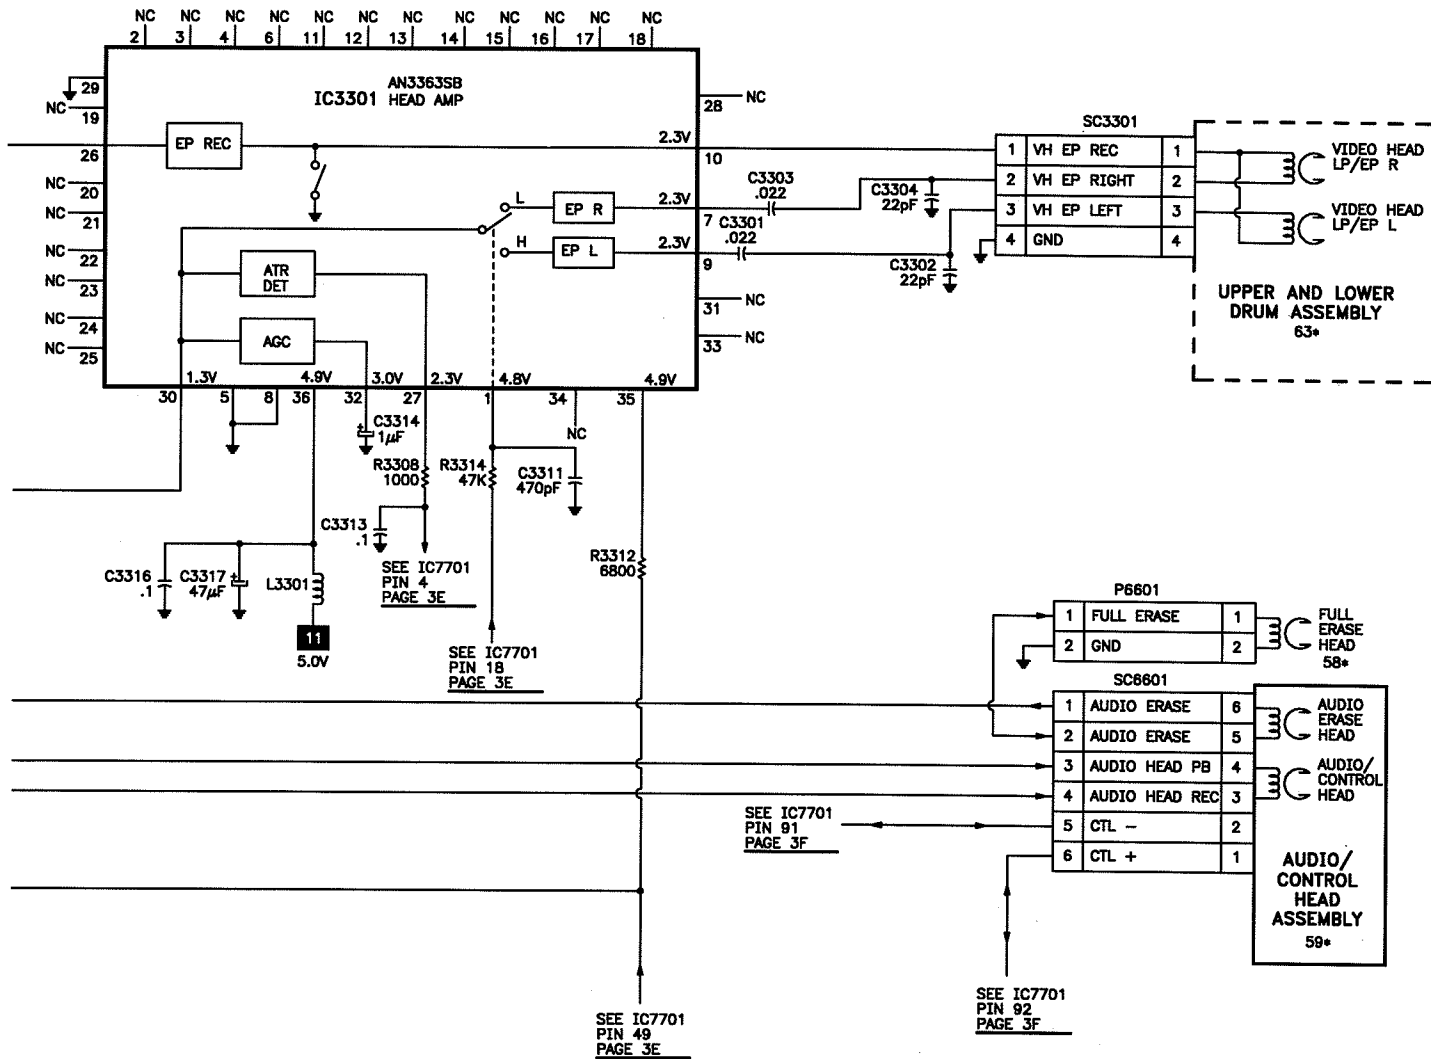 NC NC NC NC NC NC NC NC NC NC NC
2 3 4 6 11 12 13 14 15 16 17 18
29
AN3363SB
IC3301 HEAD AMP
NC 19
28 NC
EP REC
26
2.3V
10
NC 20
NC 21
L
EP R
2.3V
7
C3303
.022
C3304
22pF
C3301
.022
H
EP L
2.3V
9
C3302
22pF
NC 22
NC 23
ATR
DET
31 NC
NC 24
AGC
33 NC
NC 25
1.3V 4.9V 3.0V 2.3V 4.8V 4.9V
30 5 8 36 32 27 1 34 35
NC
SC3301
1 VH EP REC 1
2 VH EP RIGHT 2
3 VH EP LEFT 3
4 GND 4
VIDEO HEAD
LP/EP R
VIDEO HEAD
LP/EP L
UPPER AND LOWER
DRUM ASSEMBLY
63*
+ C3314
1µF
R3308
1000
R3314
47K
C3311
470pF
C3313
.1
C3316
.1
C3317
47µF
+
L3301
11
5.0V
SEE IC7701
PIN 4
PAGE 3E
R3312
6800
SEE IC7701
PIN 18
PAGE 3E
P6601
1 FULL ERASE 1
2 GND 2
FULL
ERASE
HEAD
58*
SC6601
1 AUDIO ERASE 6
2 AUDIO ERASE 5
3 AUDIO HEAD PB 4
4 AUDIO HEAD REC 3
5 CTL − 2
6 CTL + 1
AUDIO
ERASE
HEAD
AUDIO/
CONTROL
HEAD
AUDIO/
CONTROL
HEAD
ASSEMBLY
59*
SEE IC7701
PIN 91
PAGE 3F
SEE IC7701
PIN 92
PAGE 3F
SEE IC7701
PIN 49
PAGE 3E